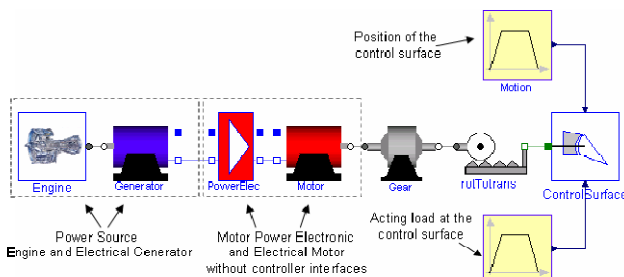 Position of the
control surface
Motion
Engine
Generator
PowerElec
Motor
Gear
rotTotrans
ControlSurface
Power Source
Engine and Electrical Generator
Motor Power Electronic
and Electrical Motor
without controller interfaces
Acting load at the
control surface